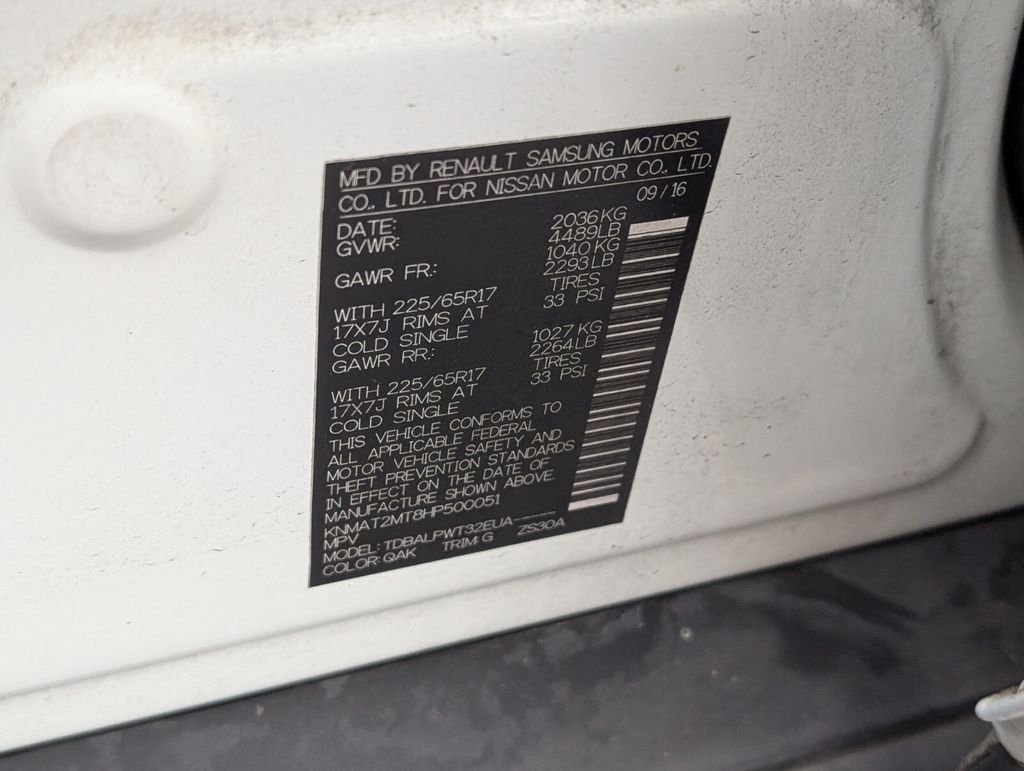 MFD BY RENAULT SAMSUNG MOTORS
CO., LTD. FOR NISSAN MOTOR CO., LTD.
DATE: 09/16
GVWR: 2036KG
4489LB
GAWR FR: 1040KG
2293LB
WITH 225/65R17 TIRES
17X7J RIMS AT 33 PSI
COLD SINGLE
GAWR RR: 1027KG
2264LB
WITH 225/65R17 TIRES
17X7J RIMS AT 33 PSI
COLD SINGLE
THIS VEHICLE CONFORMS TO
ALL APPLICABLE FEDERAL
MOTOR VEHICLE SAFETY AND
THEFT PREVENTION STANDARDS
IN EFFECT ON THE DATE OF
MANUFACTURE SHOWN ABOVE.
KNMAT2MT8HP500051
MPV
MODEL: TDBALPWT32EUA_____
COLOR: QAK TRIM: G ZS30A